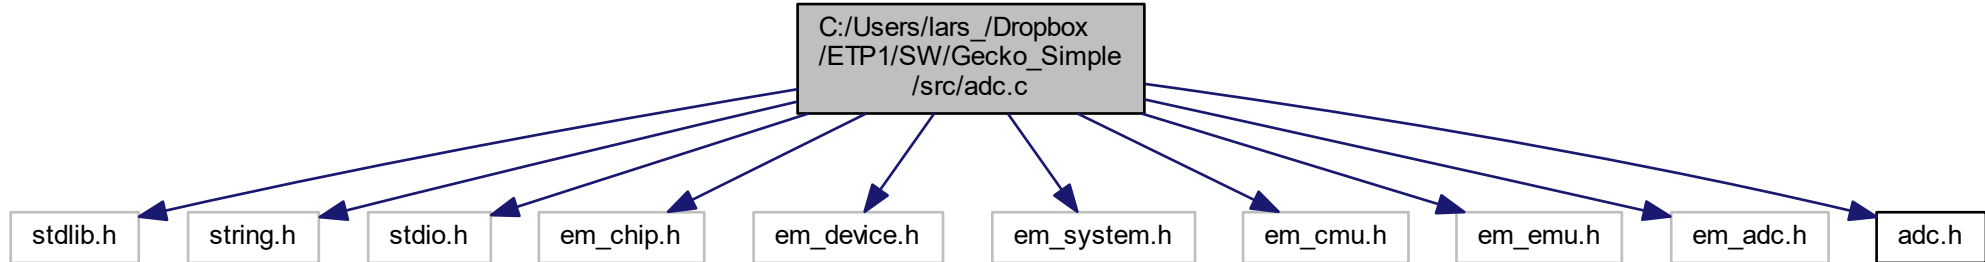 C:/Users/lars_/Dropbox
/ETP1/SW/Gecko_Simple
/src/adc.c
stdlib.h
string.h
stdio.h
em_chip.h
em_device.h
em_system.h
em_cmu.h
em_emu.h
em_adc.h
adc.h